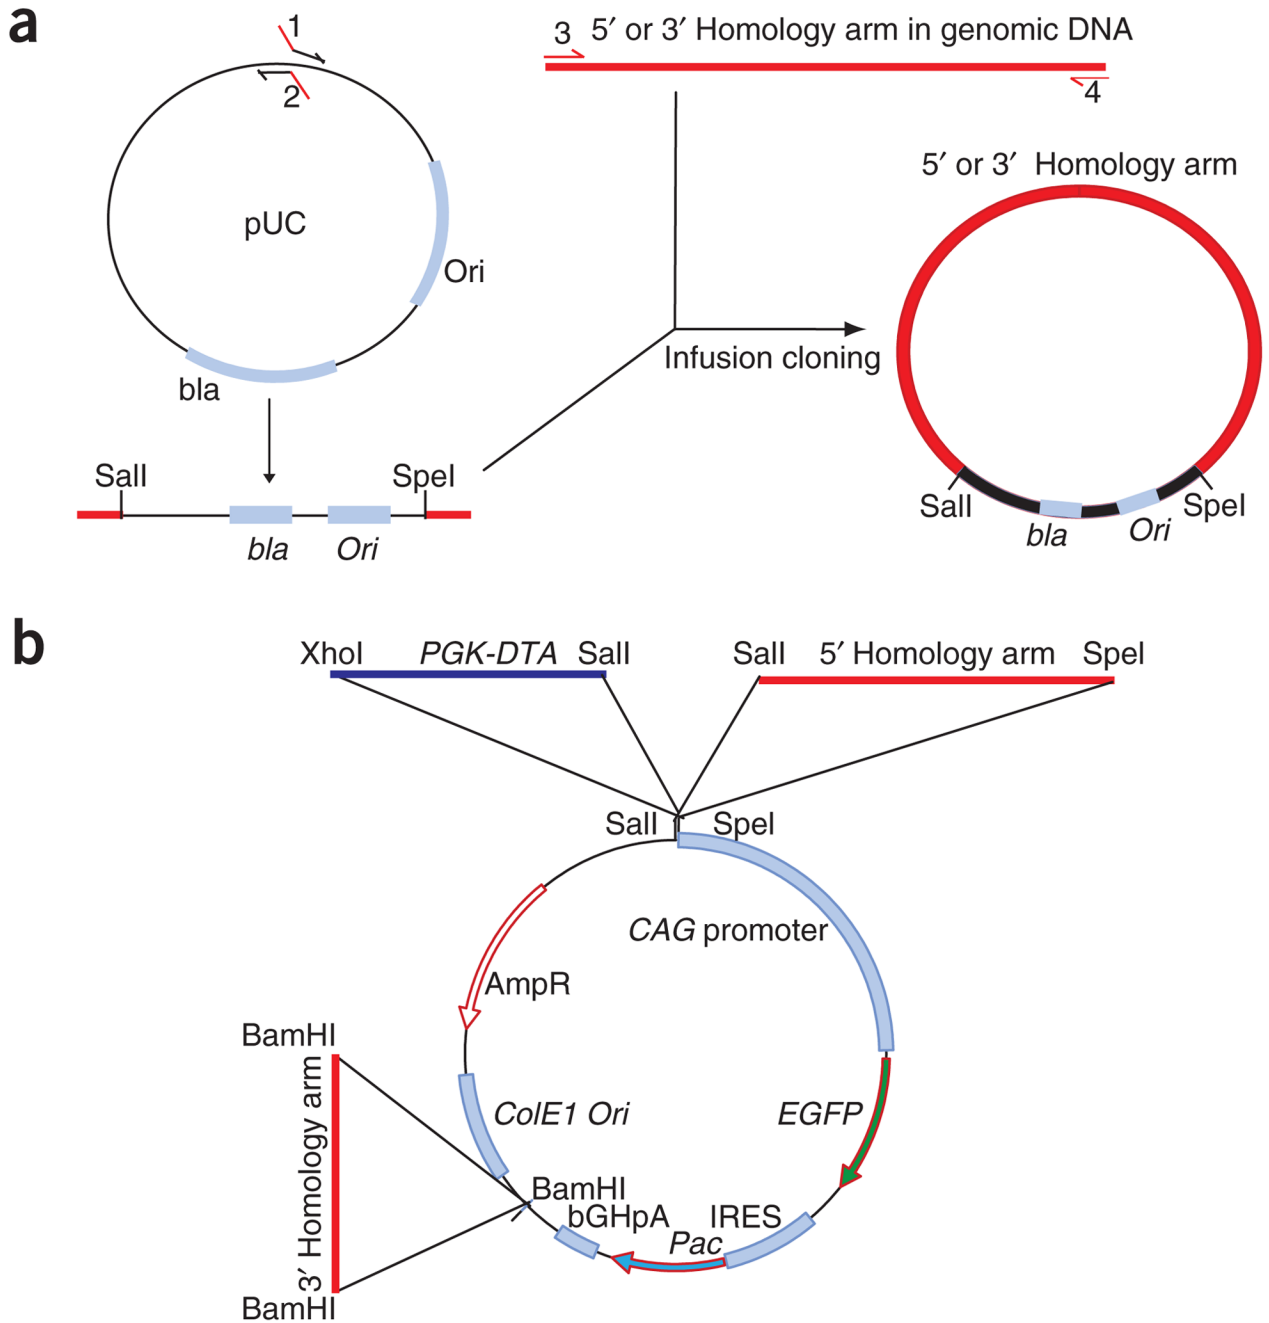 a
1
2
pUC
Ori
bla
SalI
SpeI
bla
Ori
3
5′ or 3′ Homology arm in genomic DNA
4
Infusion cloning
5′ or 3′ Homology arm
SalI
bla
Ori
SpeI
b
XhoI
PGK-DTA
SalI
SalI
5′ Homology arm
SpeI
SalI
SpeI
CAG promoter
AmpR
BamHI
3′ Homology arm
BamHI
ColE1 Ori
EGFP
BamHI
bGHpA
IRES
Pac